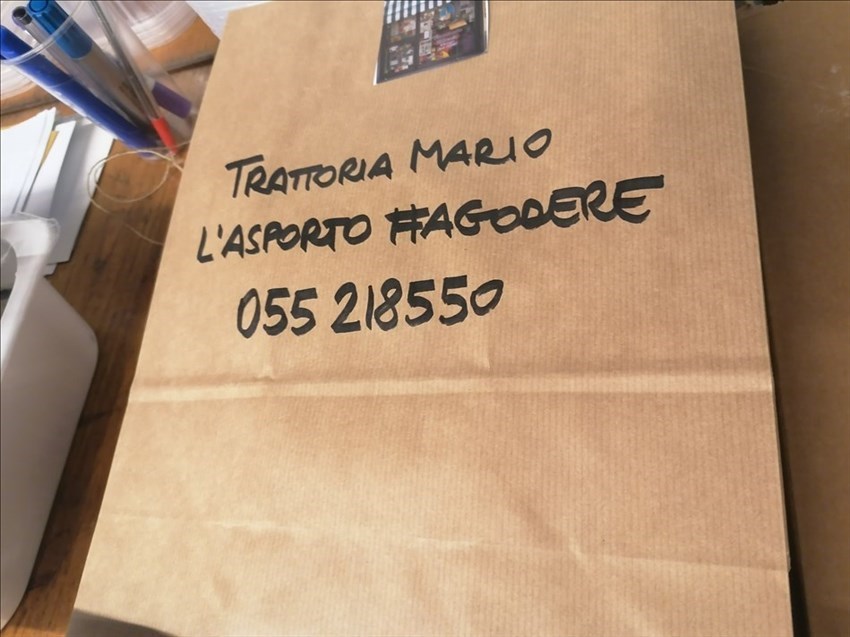 TRATTORIA MARIO
L'ASPORTO #AGODERE
055 218550